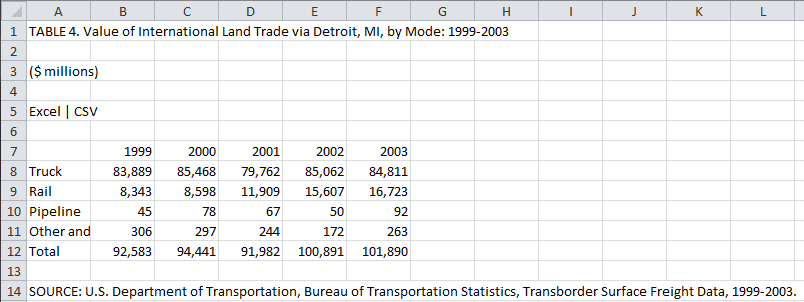 A B C D E F G H I J K L
1 TABLE 4. Value of International Land Trade via Detroit, MI, by Mode: 1999-2003
2
3 ($ millions)
4
5 Excel | CSV
6
7 1999 2000 2001 2002 2003
8 Truck 83,889 85,468 79,762 85,062 84,811
9 Rail 8,343 8,598 11,909 15,607 16,723
10 Pipeline 45 78 67 50 92
11 Other and 306 297 244 172 263
12 Total 92,583 94,441 91,982 100,891 101,890
13
14 SOURCE: U.S. Department of Transportation, Bureau of Transportation Statistics, Transborder Surface Freight Data, 1999-2003.